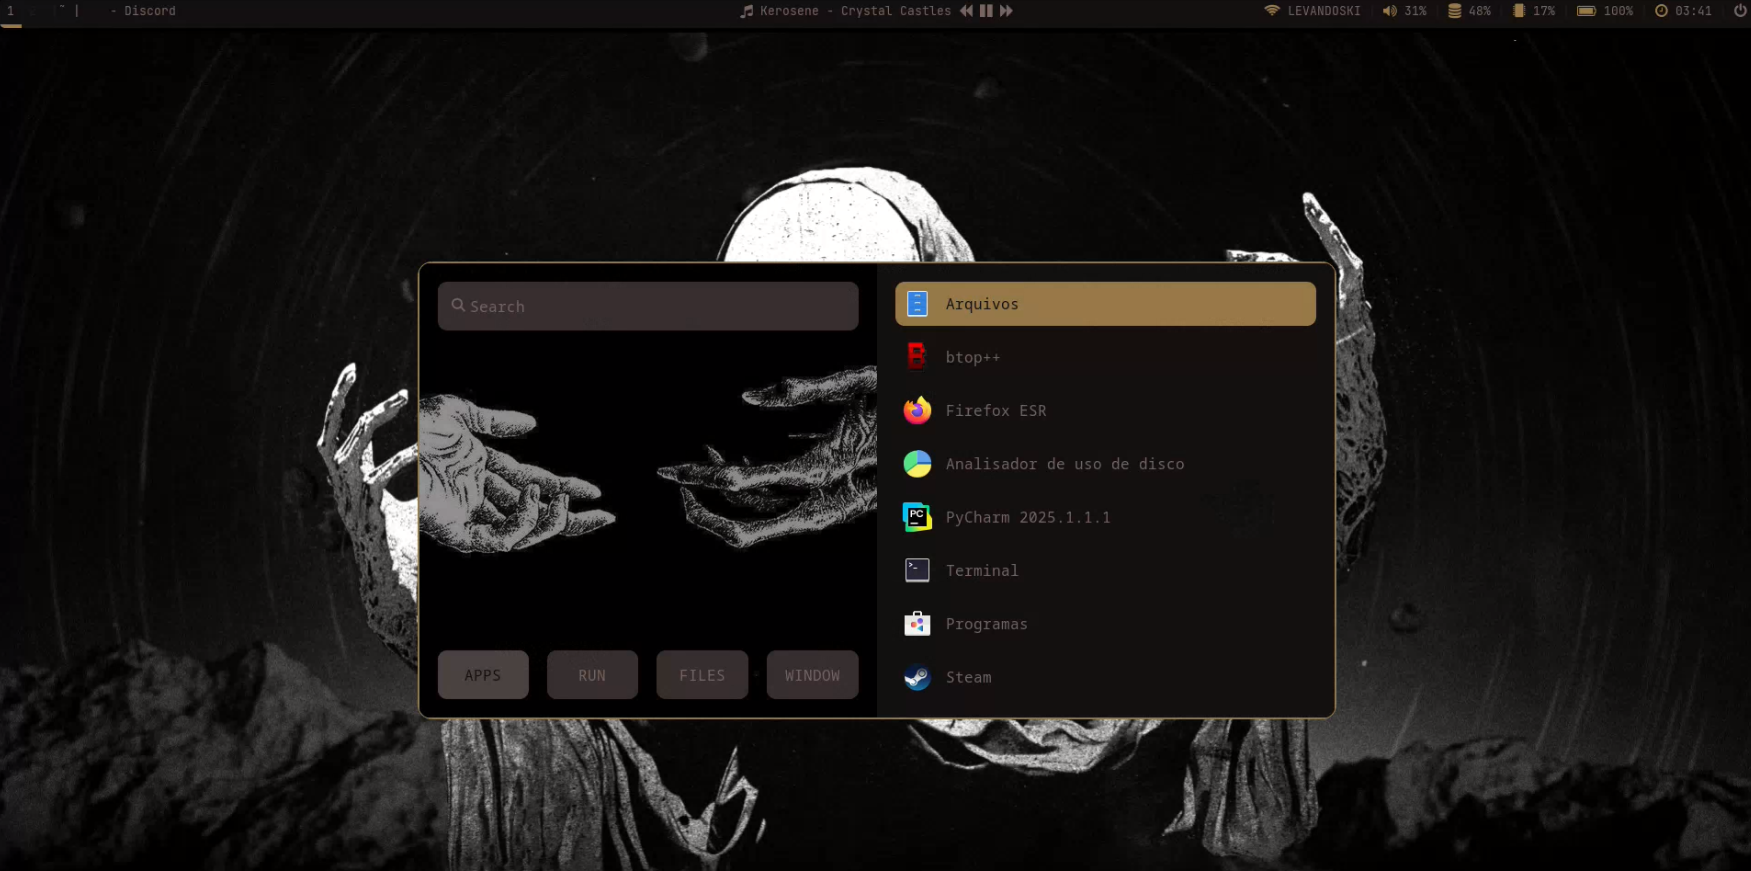 1 - Discord
Kerosene - Crystal Castles
LEVANDOSKI 31% 48% 17% 100% 03:41
Search
Arquivos
btop++
Firefox ESR
Analisador de uso de disco
PyCharm 2025.1.1.1
Terminal
Programas
Steam
APPS RUN FILES WINDOW